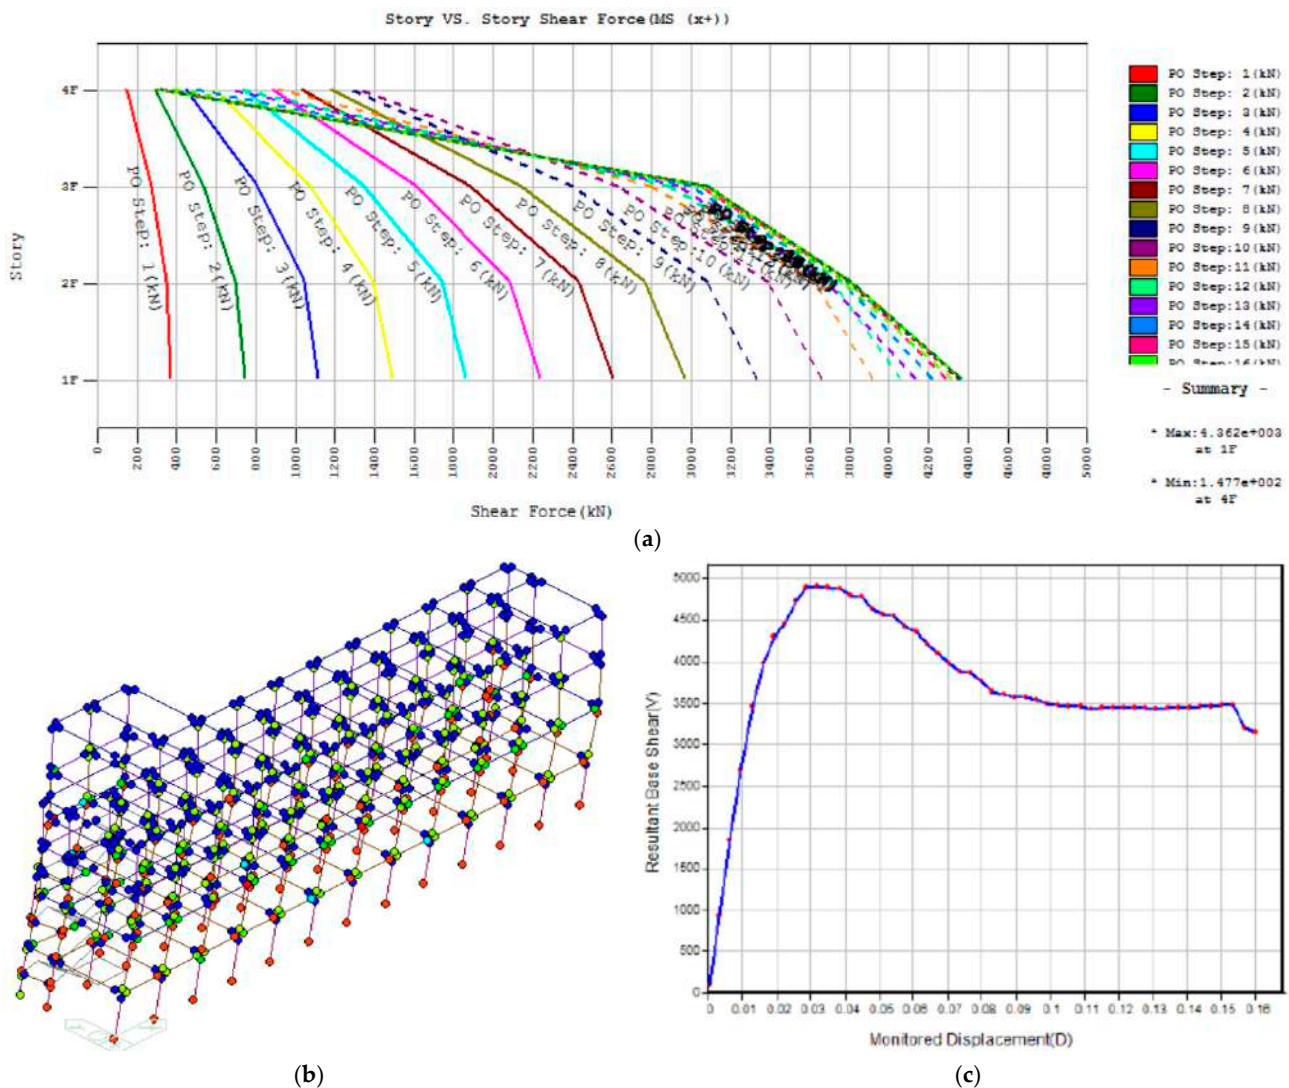 Story VS. Story Shear Force(MS (x+))
Story
4F
3F
2F
1F
PO Step: 1(kN)
PO Step: 2(kN)
PO Step: 3(kN)
PO Step: 4(kN)
PO Step: 5(kN)
PO Step: 6(kN)
PO Step: 7(kN)
PO Step: 8(kN)
PO Step: 9(kN)
PO Step:10(kN)
0 200 400 600 800 1000 1200 1400 1600 1800 2000 2200 2400 2600 2800 3000 3200 3400 3600 3800 4000 4200 4400 4600 4800 5000
Shear Force(kN)
PO Step: 1(kN)
PO Step: 2(kN)
PO Step: 3(kN)
PO Step: 4(kN)
PO Step: 5(kN)
PO Step: 6(kN)
PO Step: 7(kN)
PO Step: 8(kN)
PO Step: 9(kN)
PO Step:10(kN)
PO Step:11(kN)
PO Step:12(kN)
PO Step:13(kN)
PO Step:14(kN)
PO Step:15(kN)
PO Step:16(kN)
- Summary -
* Max:4.362e+003
at 1F
* Min:1.477e+002
at 4F
(a)
(b)
Resultant Base Shear(V)
5000
4500
4000
3500
3000
2500
2000
1500
1000
500
0
0 0.01 0.02 0.03 0.04 0.05 0.06 0.07 0.08 0.09 0.1 0.11 0.12 0.13 0.14 0.15 0.16
Monitored Displacement(D)
(c)